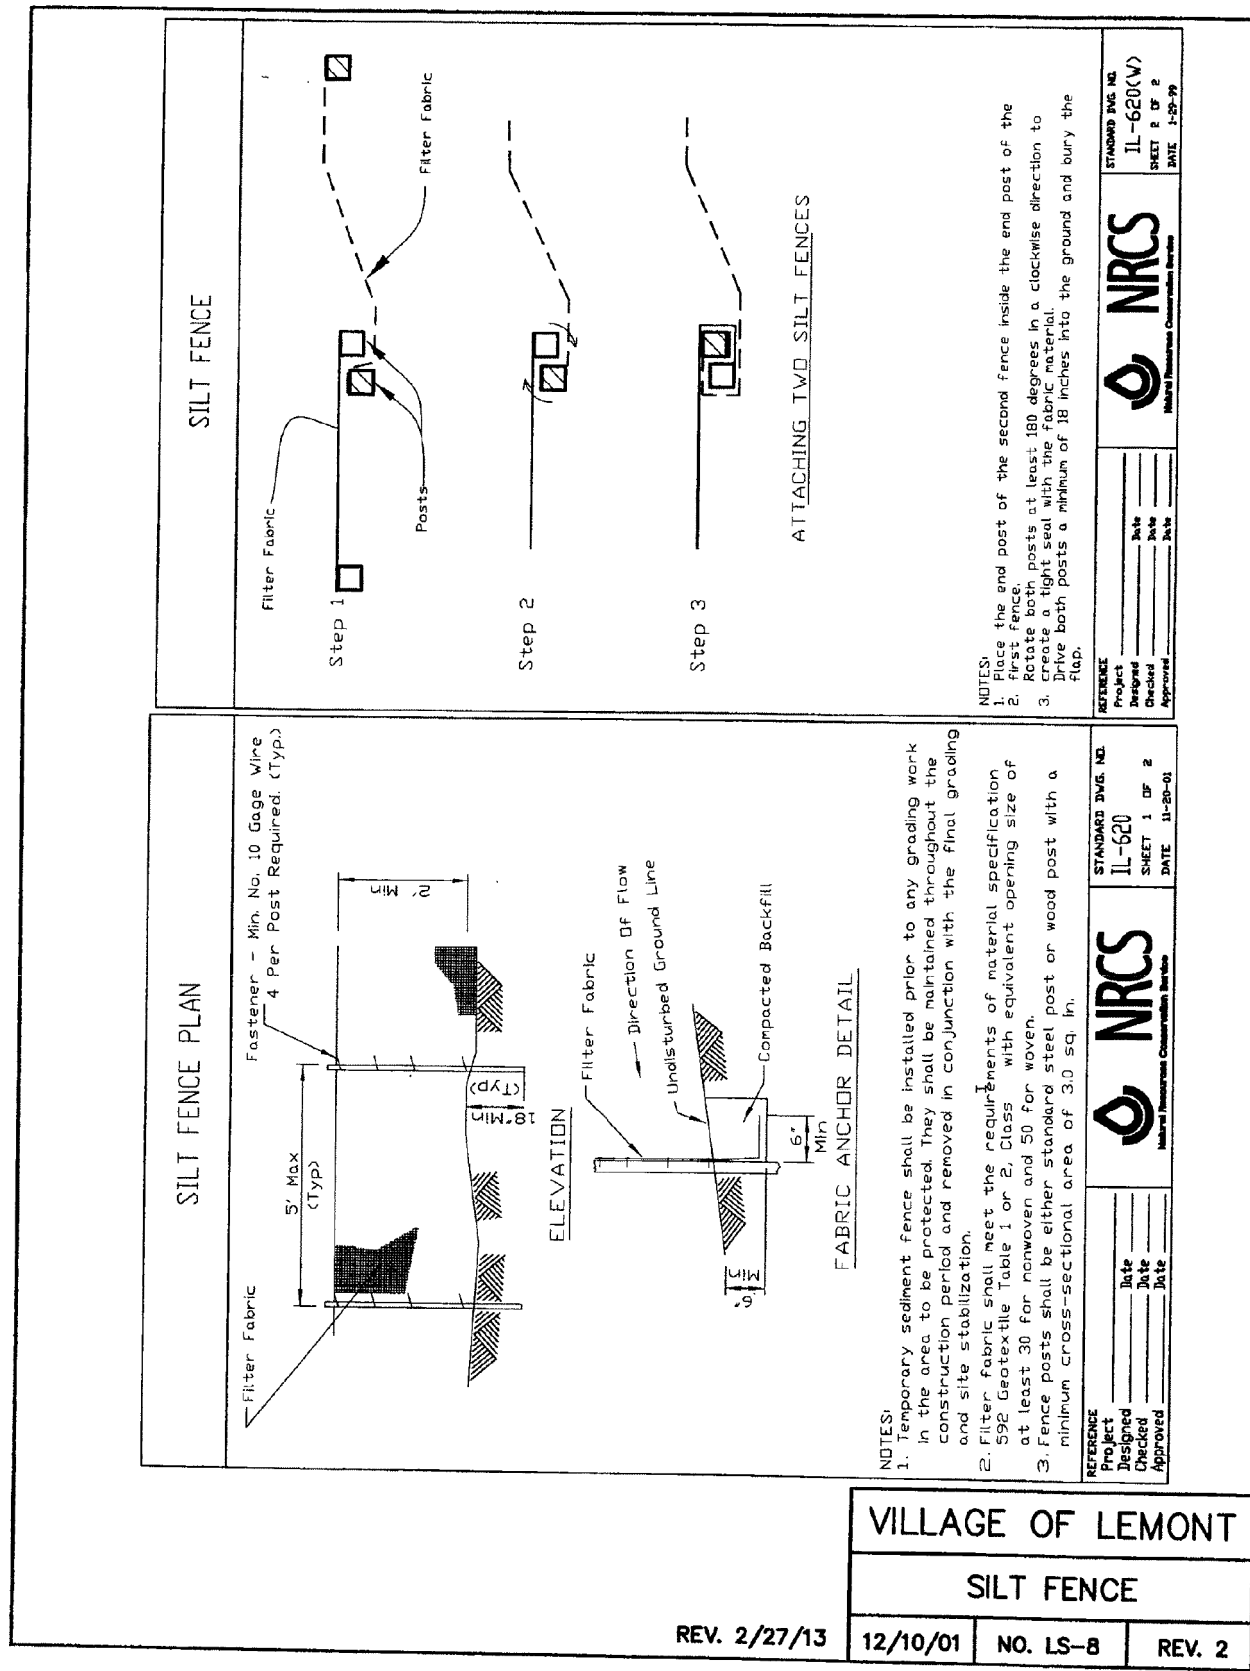 SILT FENCE PLAN
Filter Fabric
Fastener - Min. No. 10 Gage Wire
4 Per Post Required. (Typ.)
5' Max
(Typ)
2' Min
18" Min
(Typ)
ELEVATION
Filter Fabric
Direction Of Flow
Undisturbed Ground Line
Compacted Backfill
6"
Min
6"
Min
FABRIC ANCHOR DETAIL
NOTES:
1. Temporary sediment fence shall be installed prior to any grading work
in the area to be protected. They shall be maintained throughout the
construction period and removed in conjunction with the final grading
and site stabilization.
2. Filter fabric shall meet the requirements of material specification
592 Geotextile Table 1 or 2, Class with equivalent opening size of
at least 30 for nonwoven and 50 for woven.
3. Fence posts shall be either standard steel post or wood post with a
minimum cross-sectional area of 3.0 sq. in.
REFERENCE
Project
Designed Date
Checked Date
Approved Date
NRCS
Natural Resources Conservation Service
STANDARD DWG. NO.
IL-620
SHEET 1 OF 2
DATE 11-20-01
SILT FENCE
Filter Fabric
Filter Fabric
Posts
Step 1
Step 2
Step 3
ATTACHING TWO SILT FENCES
NOTES:
1. Place the end post of the second fence inside the end post of the
2. first fence.
Rotate both posts at least 180 degrees in a clockwise direction to
3. create a tight seal with the fabric material.
Drive both posts a minimum of 18 inches into the ground and bury the
flap.
REFERENCE
Project
Designed Date
Checked Date
Approved Date
NRCS
Natural Resources Conservation Service
STANDARD DWG. NO.
IL-620(W)
SHEET 2 OF 2
DATE 1-29-99
VILLAGE OF LEMONT
SILT FENCE
REV. 2/27/13
12/10/01
NO. LS-8
REV. 2